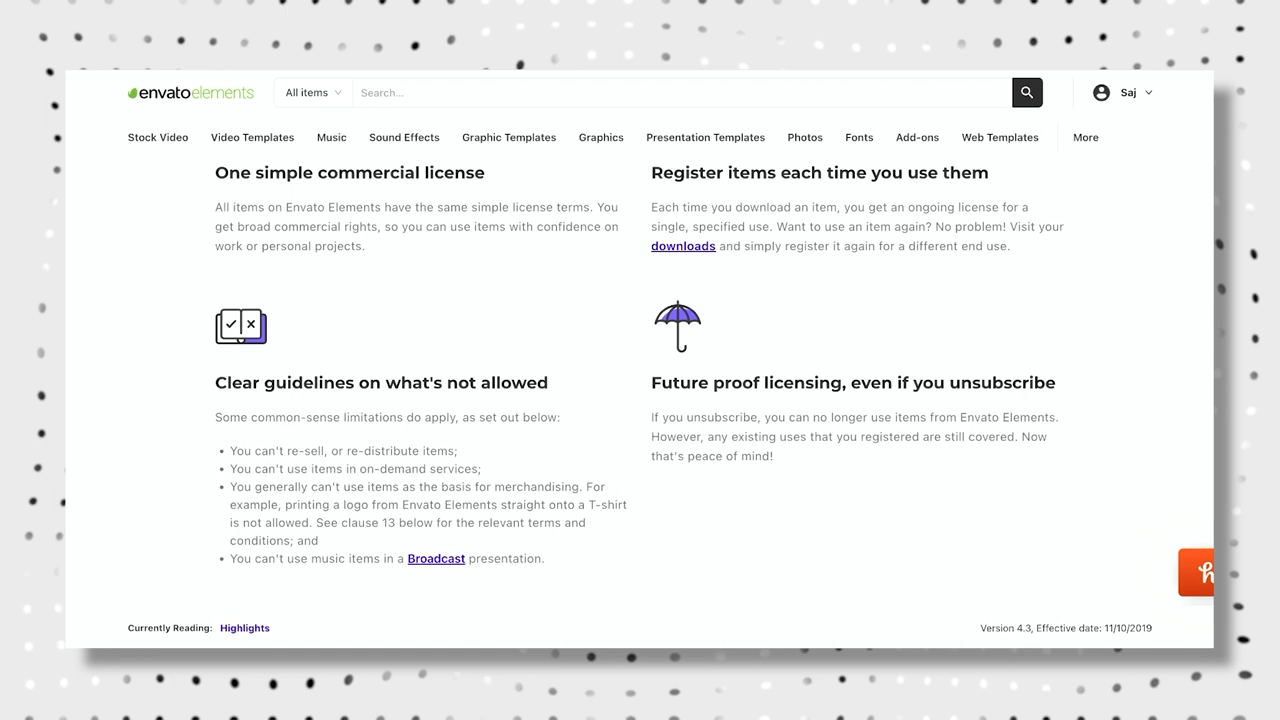 envatoelements
All items
Search...
Saj
Stock Video
Video Templates
Music
Sound Effects
Graphic Templates
Graphics
Presentation Templates
Photos
Fonts
Add-ons
Web Templates
More
One simple commercial license
All items on Envato Elements have the same simple license terms. You
get broad commercial rights, so you can use items with confidence on
work or personal projects.
Register items each time you use them
Each time you download an item, you get an ongoing license for a
single, specified use. Want to use an item again? No problem! Visit your
downloads and simply register it again for a different end use.
Clear guidelines on what's not allowed
Some common-sense limitations do apply, as set out below:
• You can't re-sell, or re-distribute items;
• You can't use items in on-demand services;
• You generally can't use items as the basis for merchandising. For
example, printing a logo from Envato Elements straight onto a T-shirt
is not allowed. See clause 13 below for the relevant terms and
conditions; and
• You can't use music items in a Broadcast presentation.
Future proof licensing, even if you unsubscribe
If you unsubscribe, you can no longer use items from Envato Elements.
However, any existing uses that you registered are still covered. Now
that's peace of mind!
h
Currently Reading: Highlights
Version 4.3, Effective date: 11/10/2019